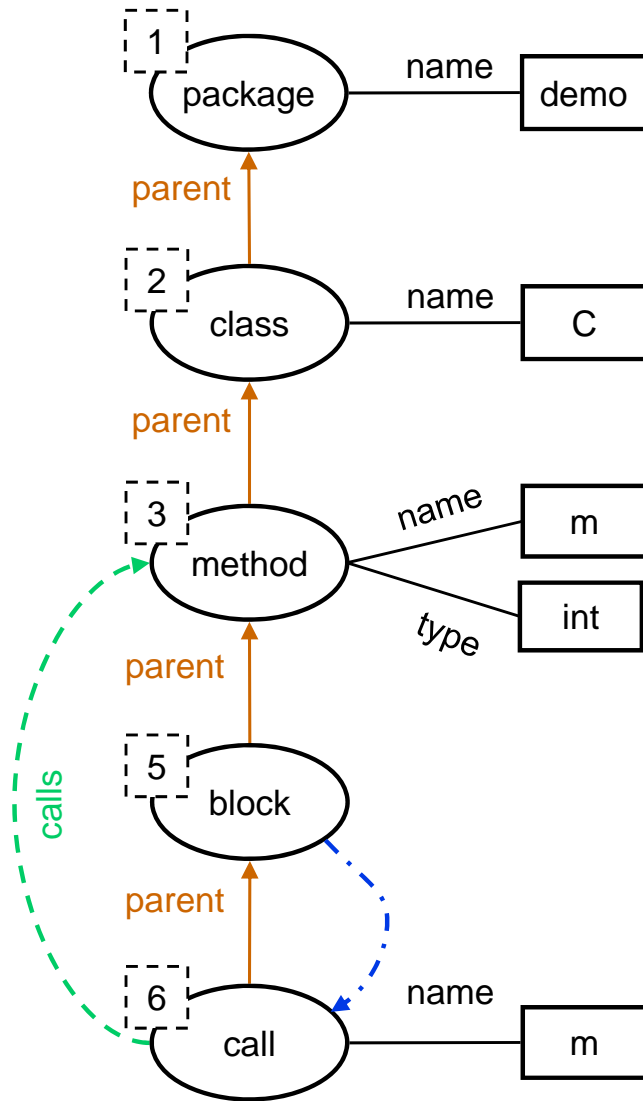 1
package
name
demo
parent
2
class
name
C
parent
3
method
name
m
type
int
parent
5
block
calls
parent
6
call
name
m